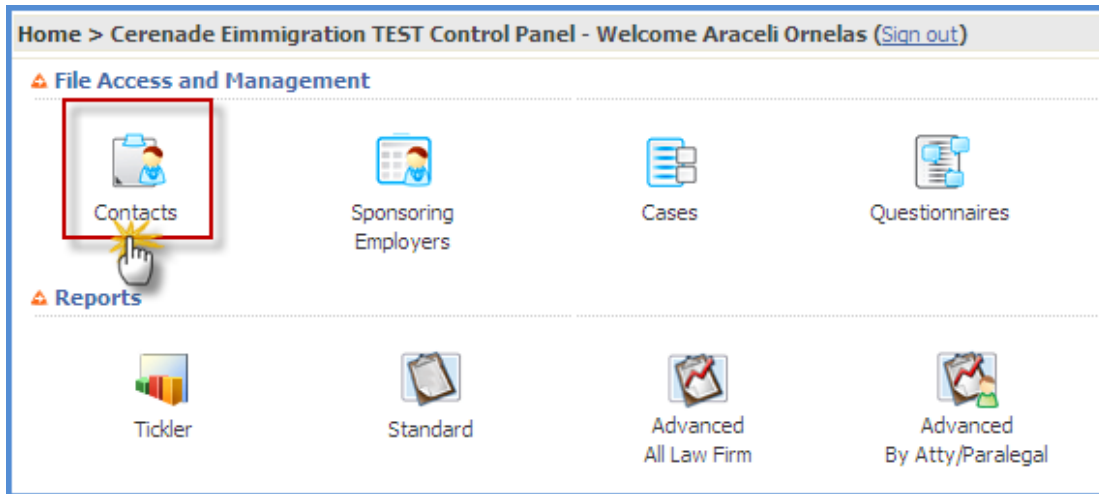 Home > Cerenade Eimmigration TEST Control Panel - Welcome Araceli Ornelas (Sign out)
File Access and Management
Contacts
Sponsoring
Employers
Cases
Questionnaires
Reports
Tickler
Standard
Advanced
All Law Firm
Advanced
By Atty/Paralegal